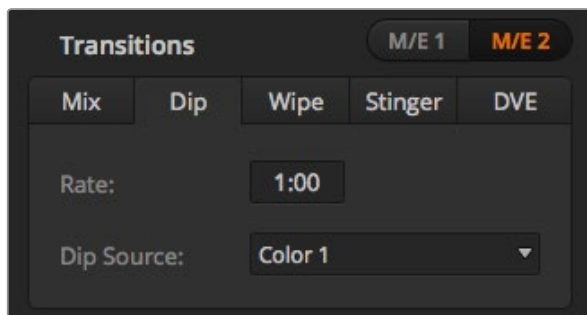 Transitions M/E 1 M/E 2
Mix Dip Wipe Stinger DVE
Rate: 1:00
Dip Source: Color 1